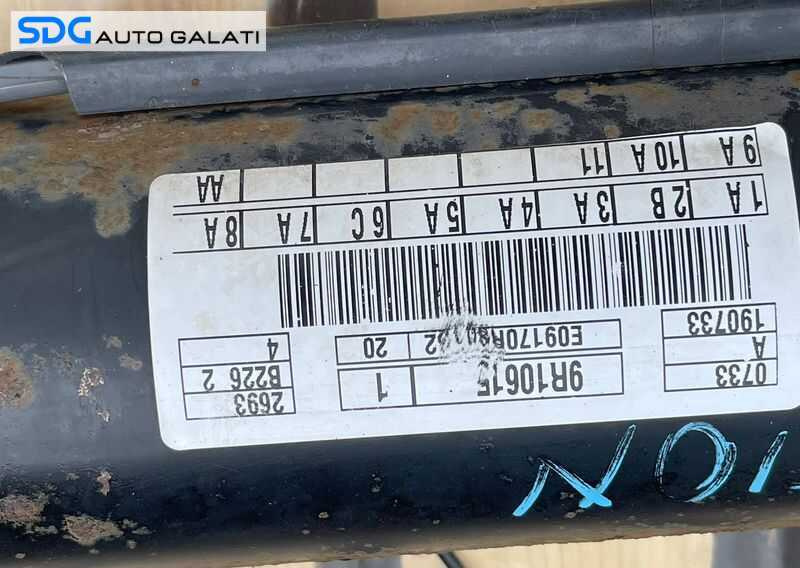 SDG AUTO GALATI
0733 9R10615 1 2693
A B226 2
190733 20 4
1A 2B 3A 4A 5A 6C 7A 8A
9A 10A 11 AA